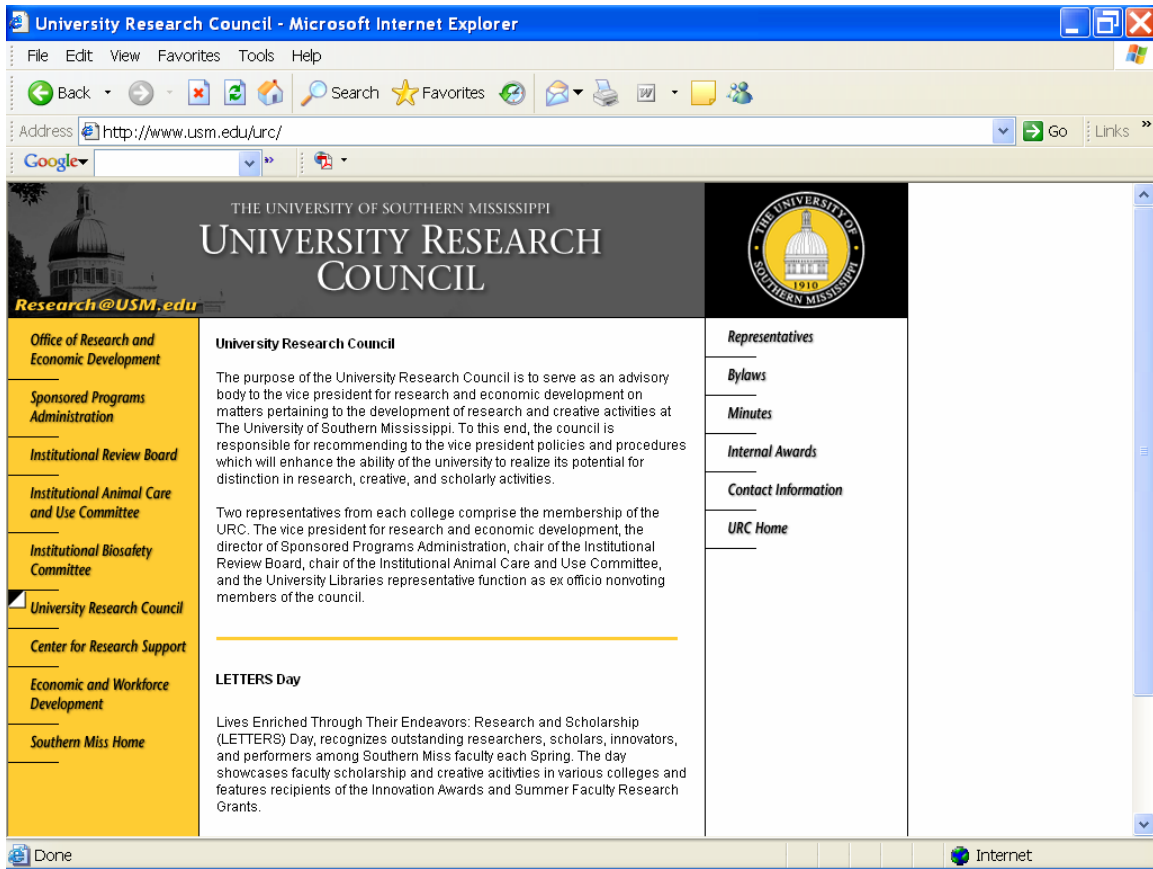 University Research Council - Microsoft Internet Explorer
File Edit View Favorites Tools Help
Back Search Favorites
Address http://www.usm.edu/urc/ Go Links »
Google
THE UNIVERSITY OF SOUTHERN MISSISSIPPI
UNIVERSITY RESEARCH
COUNCIL
Research@USM.edu
THE UNIVERSITY OF SOUTHERN MISSISSIPPI
1910
Office of Research and
Economic Development
Sponsored Programs
Administration
Institutional Review Board
Institutional Animal Care
and Use Committee
Institutional Biosafety
Committee
University Research Council
Center for Research Support
Economic and Workforce
Development
Southern Miss Home
University Research Council
The purpose of the University Research Council is to serve as an advisory
body to the vice president for research and economic development on
matters pertaining to the development of research and creative activities at
The University of Southern Mississippi. To this end, the council is
responsible for recommending to the vice president policies and procedures
which will enhance the ability of the university to realize its potential for
distinction in research, creative, and scholarly activities.
Two representatives from each college comprise the membership of the
URC. The vice president for research and economic development, the
director of Sponsored Programs Administration, chair of the Institutional
Review Board, chair of the Institutional Animal Care and Use Committee,
and the University Libraries representative function as ex officio nonvoting
members of the council.
LETTERS Day
Lives Enriched Through Their Endeavors: Research and Scholarship
(LETTERS) Day, recognizes outstanding researchers, scholars, innovators,
and performers among Southern Miss faculty each Spring. The day
showcases faculty scholarship and creative acitivties in various colleges and
features recipients of the Innovation Awards and Summer Faculty Research
Grants.
Representatives
Bylaws
Minutes
Internal Awards
Contact Information
URC Home
Done Internet